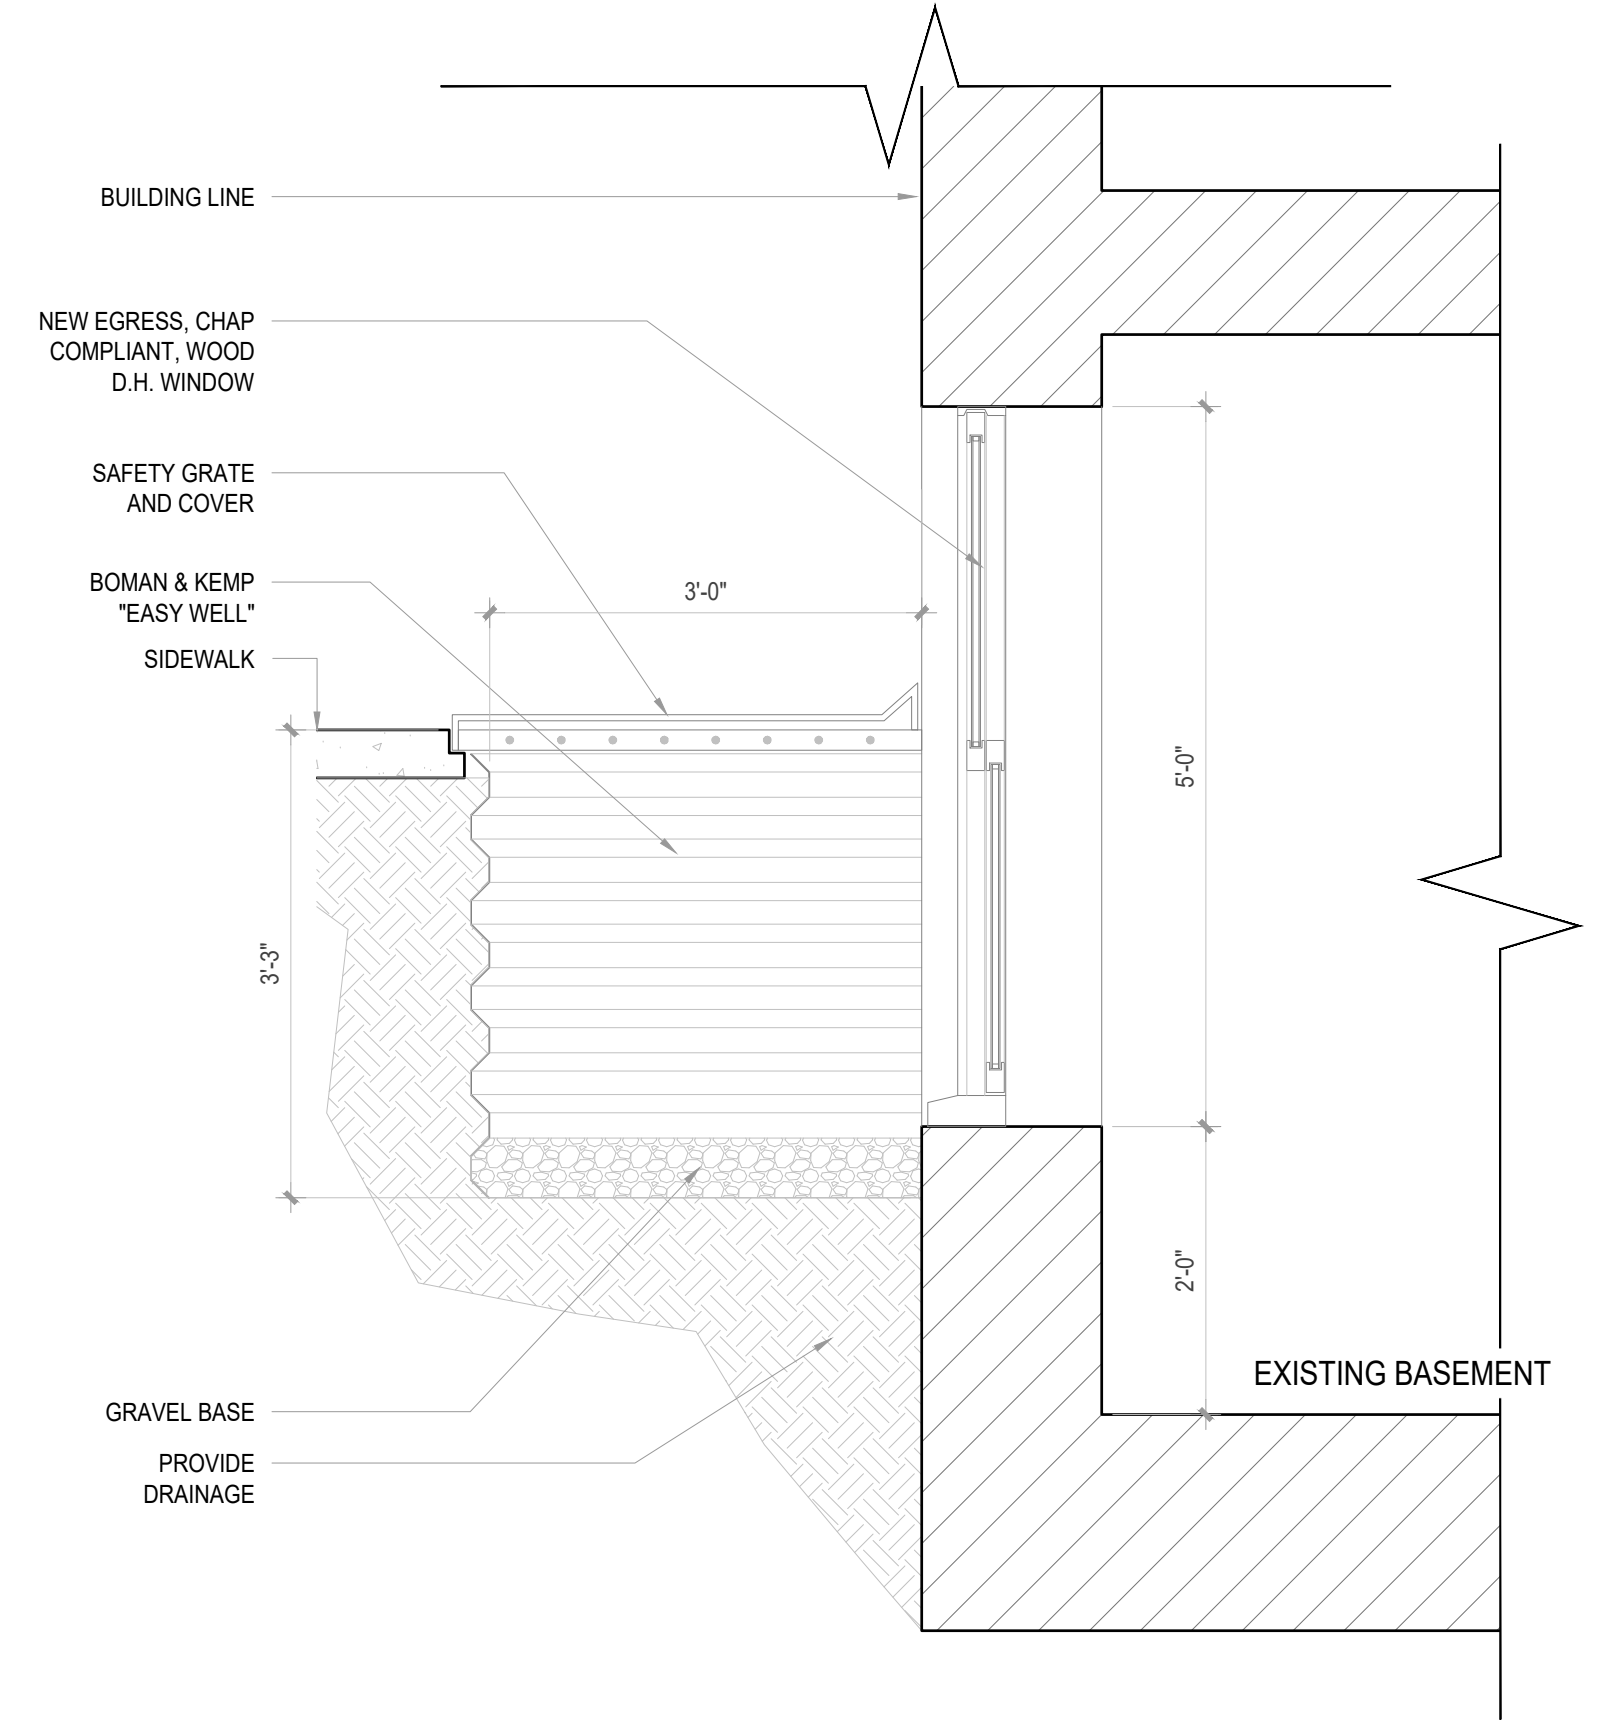 BUILDING LINE
NEW EGRESS, CHAP
COMPLIANT, WOOD
D.H. WINDOW
SAFETY GRATE
AND COVER
BOMAN & KEMP
"EASY WELL"
SIDEWALK
3'-0"
5'-0"
3'-3"
2'-0"
EXISTING BASEMENT
GRAVEL BASE
PROVIDE
DRAINAGE